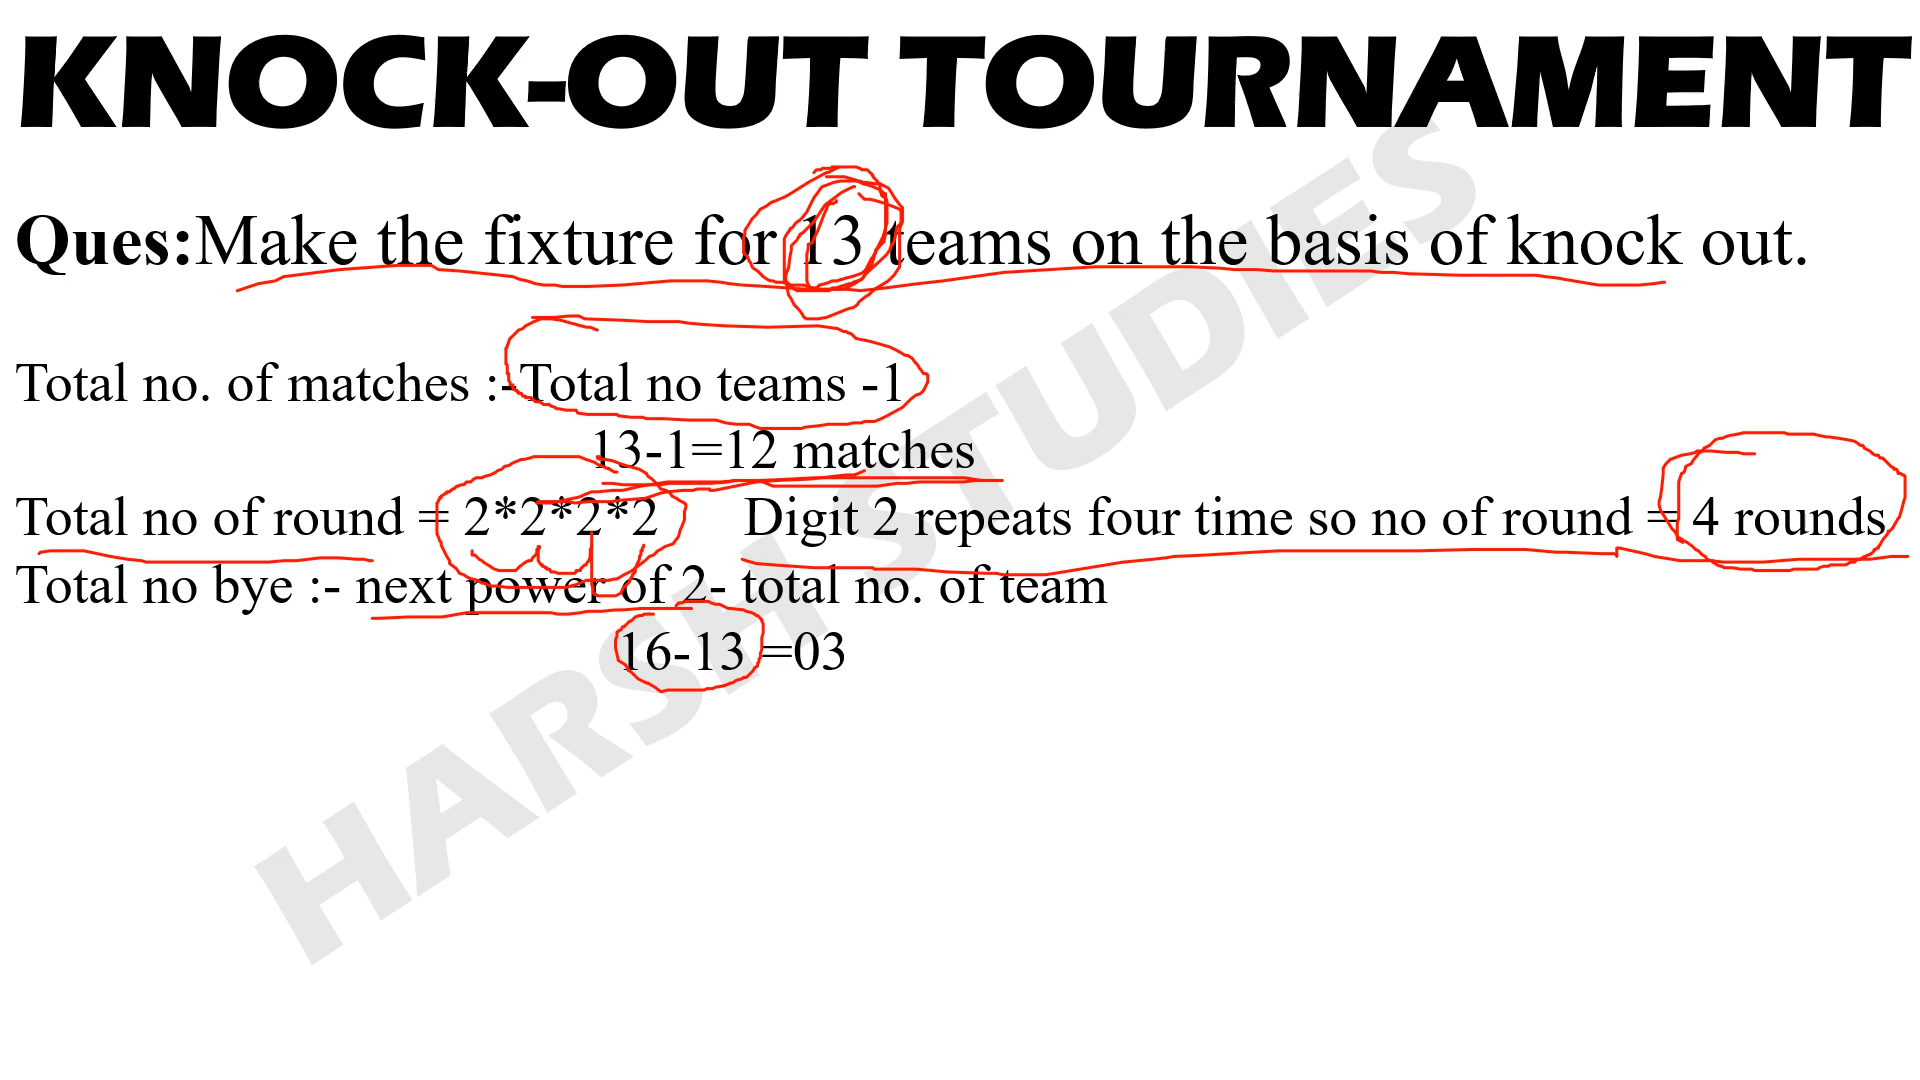 KNOCK-OUT TOURNAMENT
Ques:Make the fixture for 13 teams on the basis of knock out.
Total no. of matches :-Total no teams -1
13-1=12 matches
Total no of round = 2*2*2*2 Digit 2 repeats four time so no of round = 4 rounds
Total no bye :- next power of 2- total no. of team
16-13 =03
HARSH STUDIES